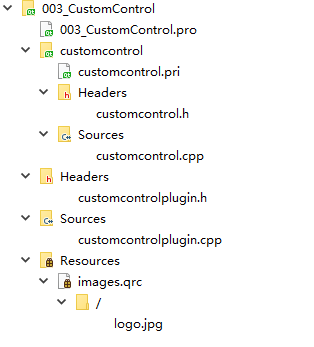 003_CustomControl
003_CustomControl.pro
customcontrol
customcontrol.pri
Headers
customcontrol.h
Sources
customcontrol.cpp
Headers
customcontrolplugin.h
Sources
customcontrolplugin.cpp
Resources
images.qrc
/
logo.jpg